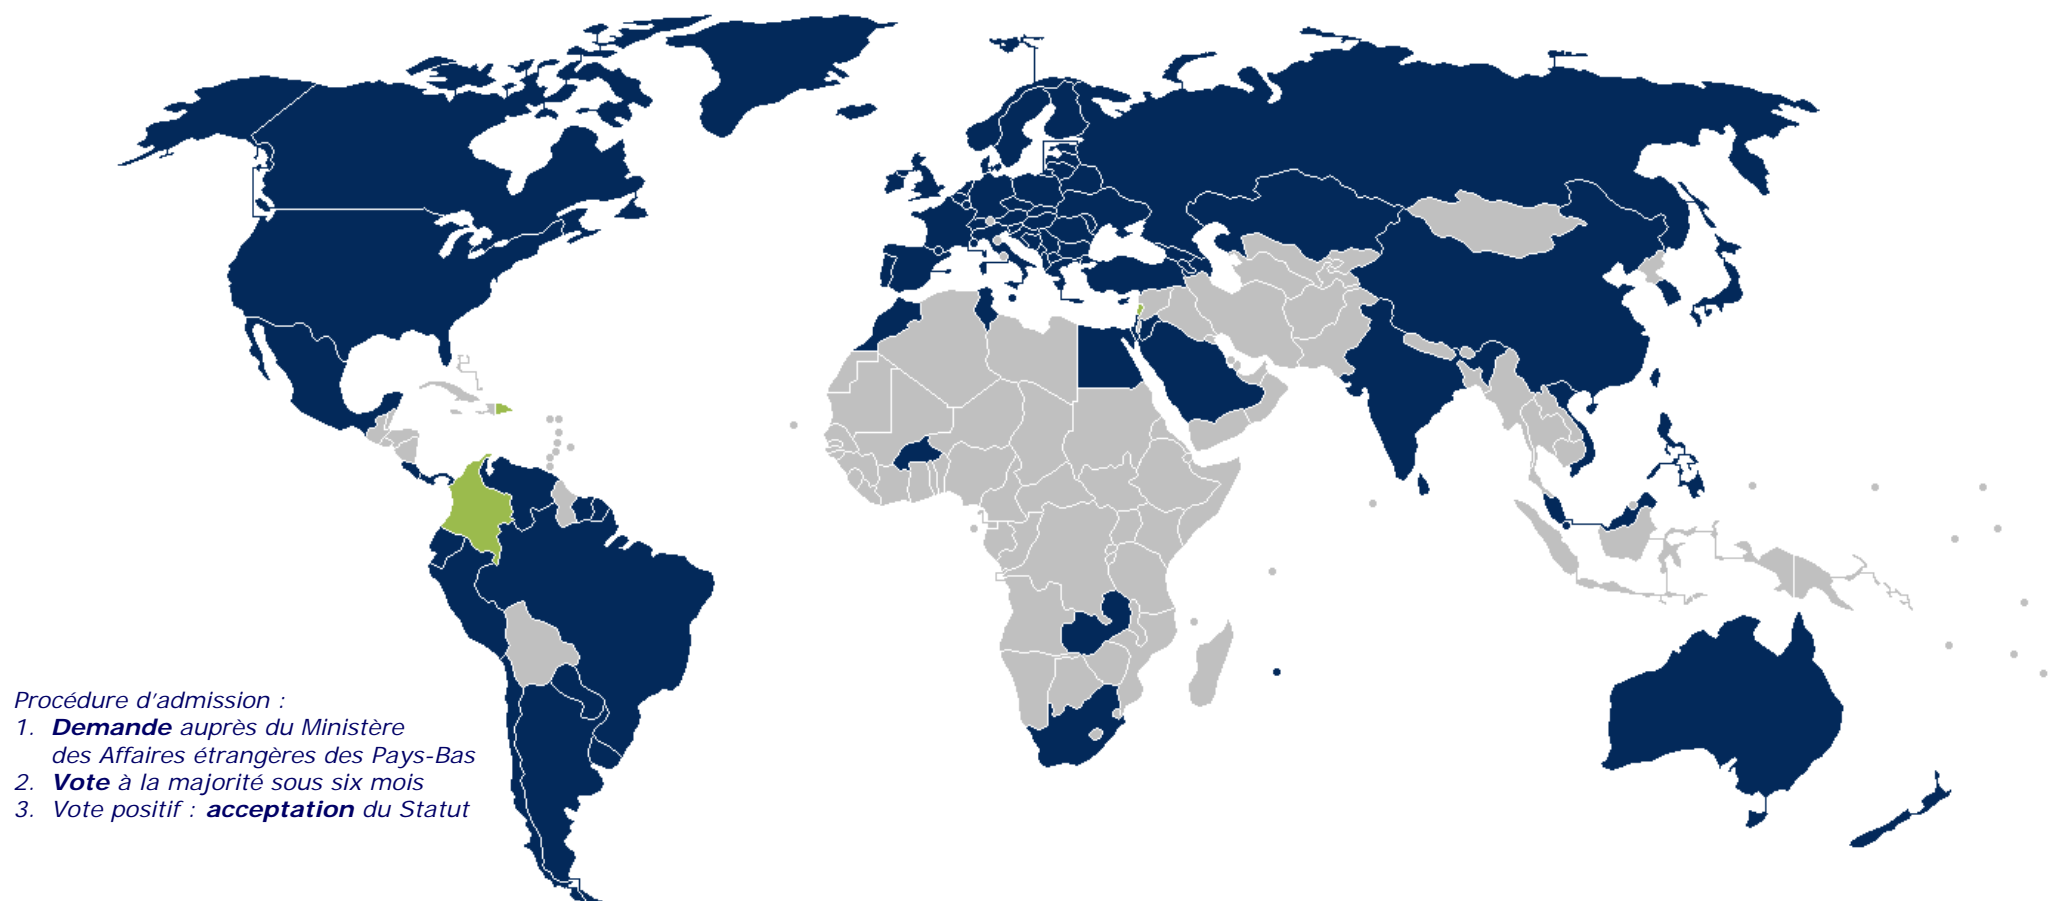 Procédure d'admission :
1. Demande auprès du Ministère
des Affaires étrangères des Pays-Bas
2. Vote à la majorité sous six mois
3. Vote positif : acceptation du Statut